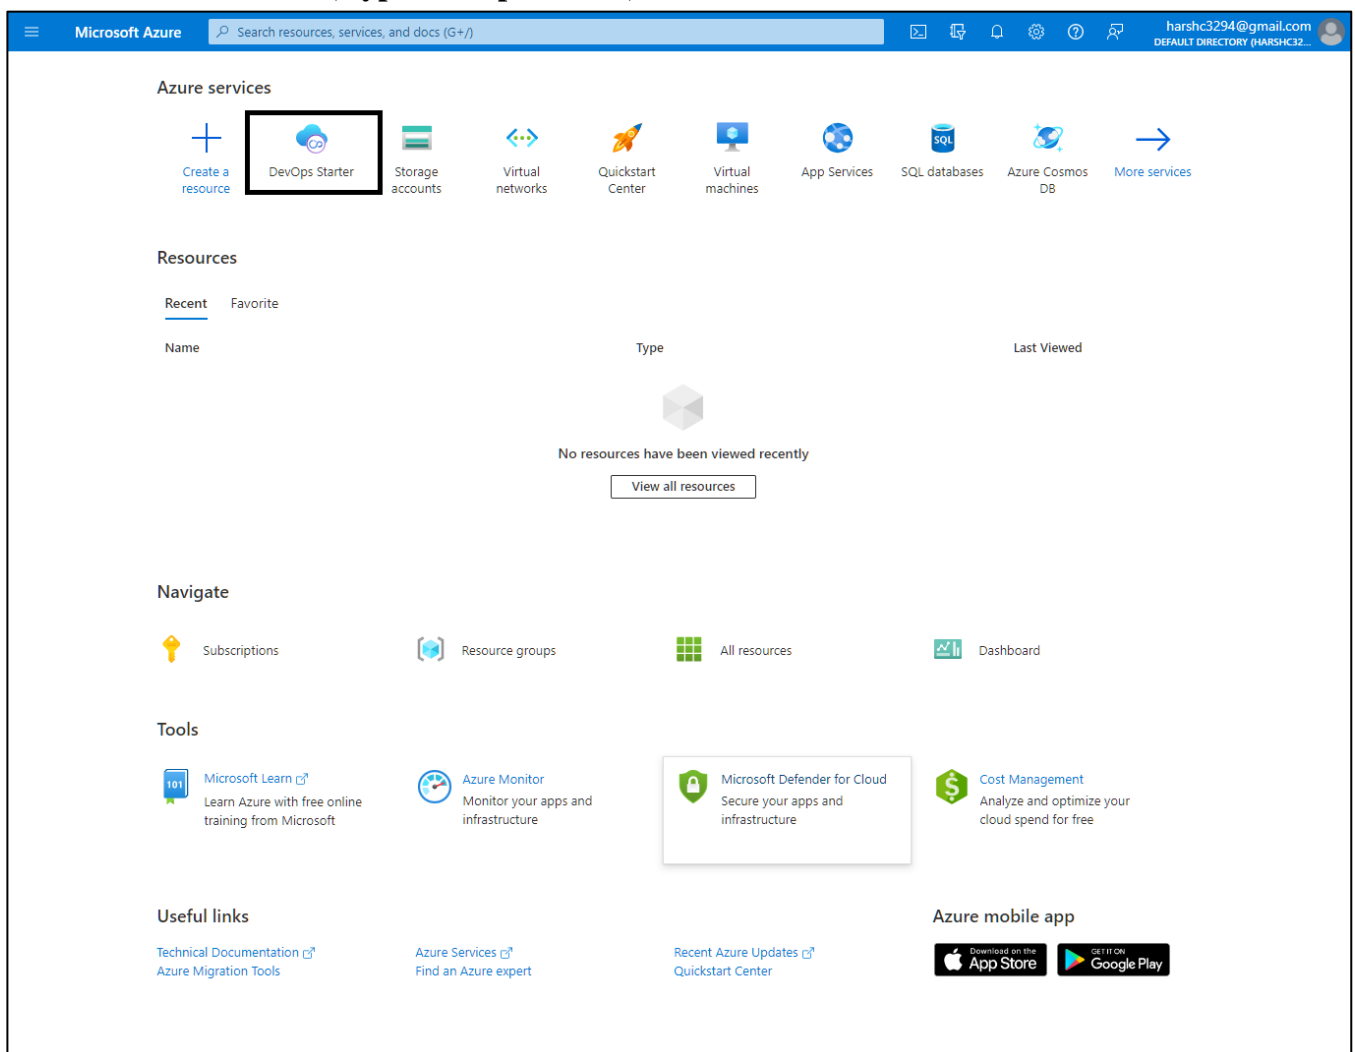 Microsoft Azure
Search resources, services, and docs (G+/)
harshc3294@gmail.com
DEFAULT DIRECTORY (HARSHC32...
Azure services
Create a
resource
DevOps Starter
Storage
accounts
Virtual
networks
Quickstart
Center
Virtual
machines
App Services
SQL
SQL databases
Azure Cosmos
DB
More services
Resources
Recent Favorite
Name Type Last Viewed
No resources have been viewed recently
View all resources
Navigate
Subscriptions
Resource groups
All resources
Dashboard
Tools
101
Microsoft Learn
Learn Azure with free online
training from Microsoft
Azure Monitor
Monitor your apps and
infrastructure
Microsoft Defender for Cloud
Secure your apps and
infrastructure
Cost Management
Analyze and optimize your
cloud spend for free
Useful links
Technical Documentation
Azure Migration Tools
Azure Services
Find an Azure expert
Recent Azure Updates
Quickstart Center
Azure mobile app
Download on the
App Store
GET IT ON
Google Play